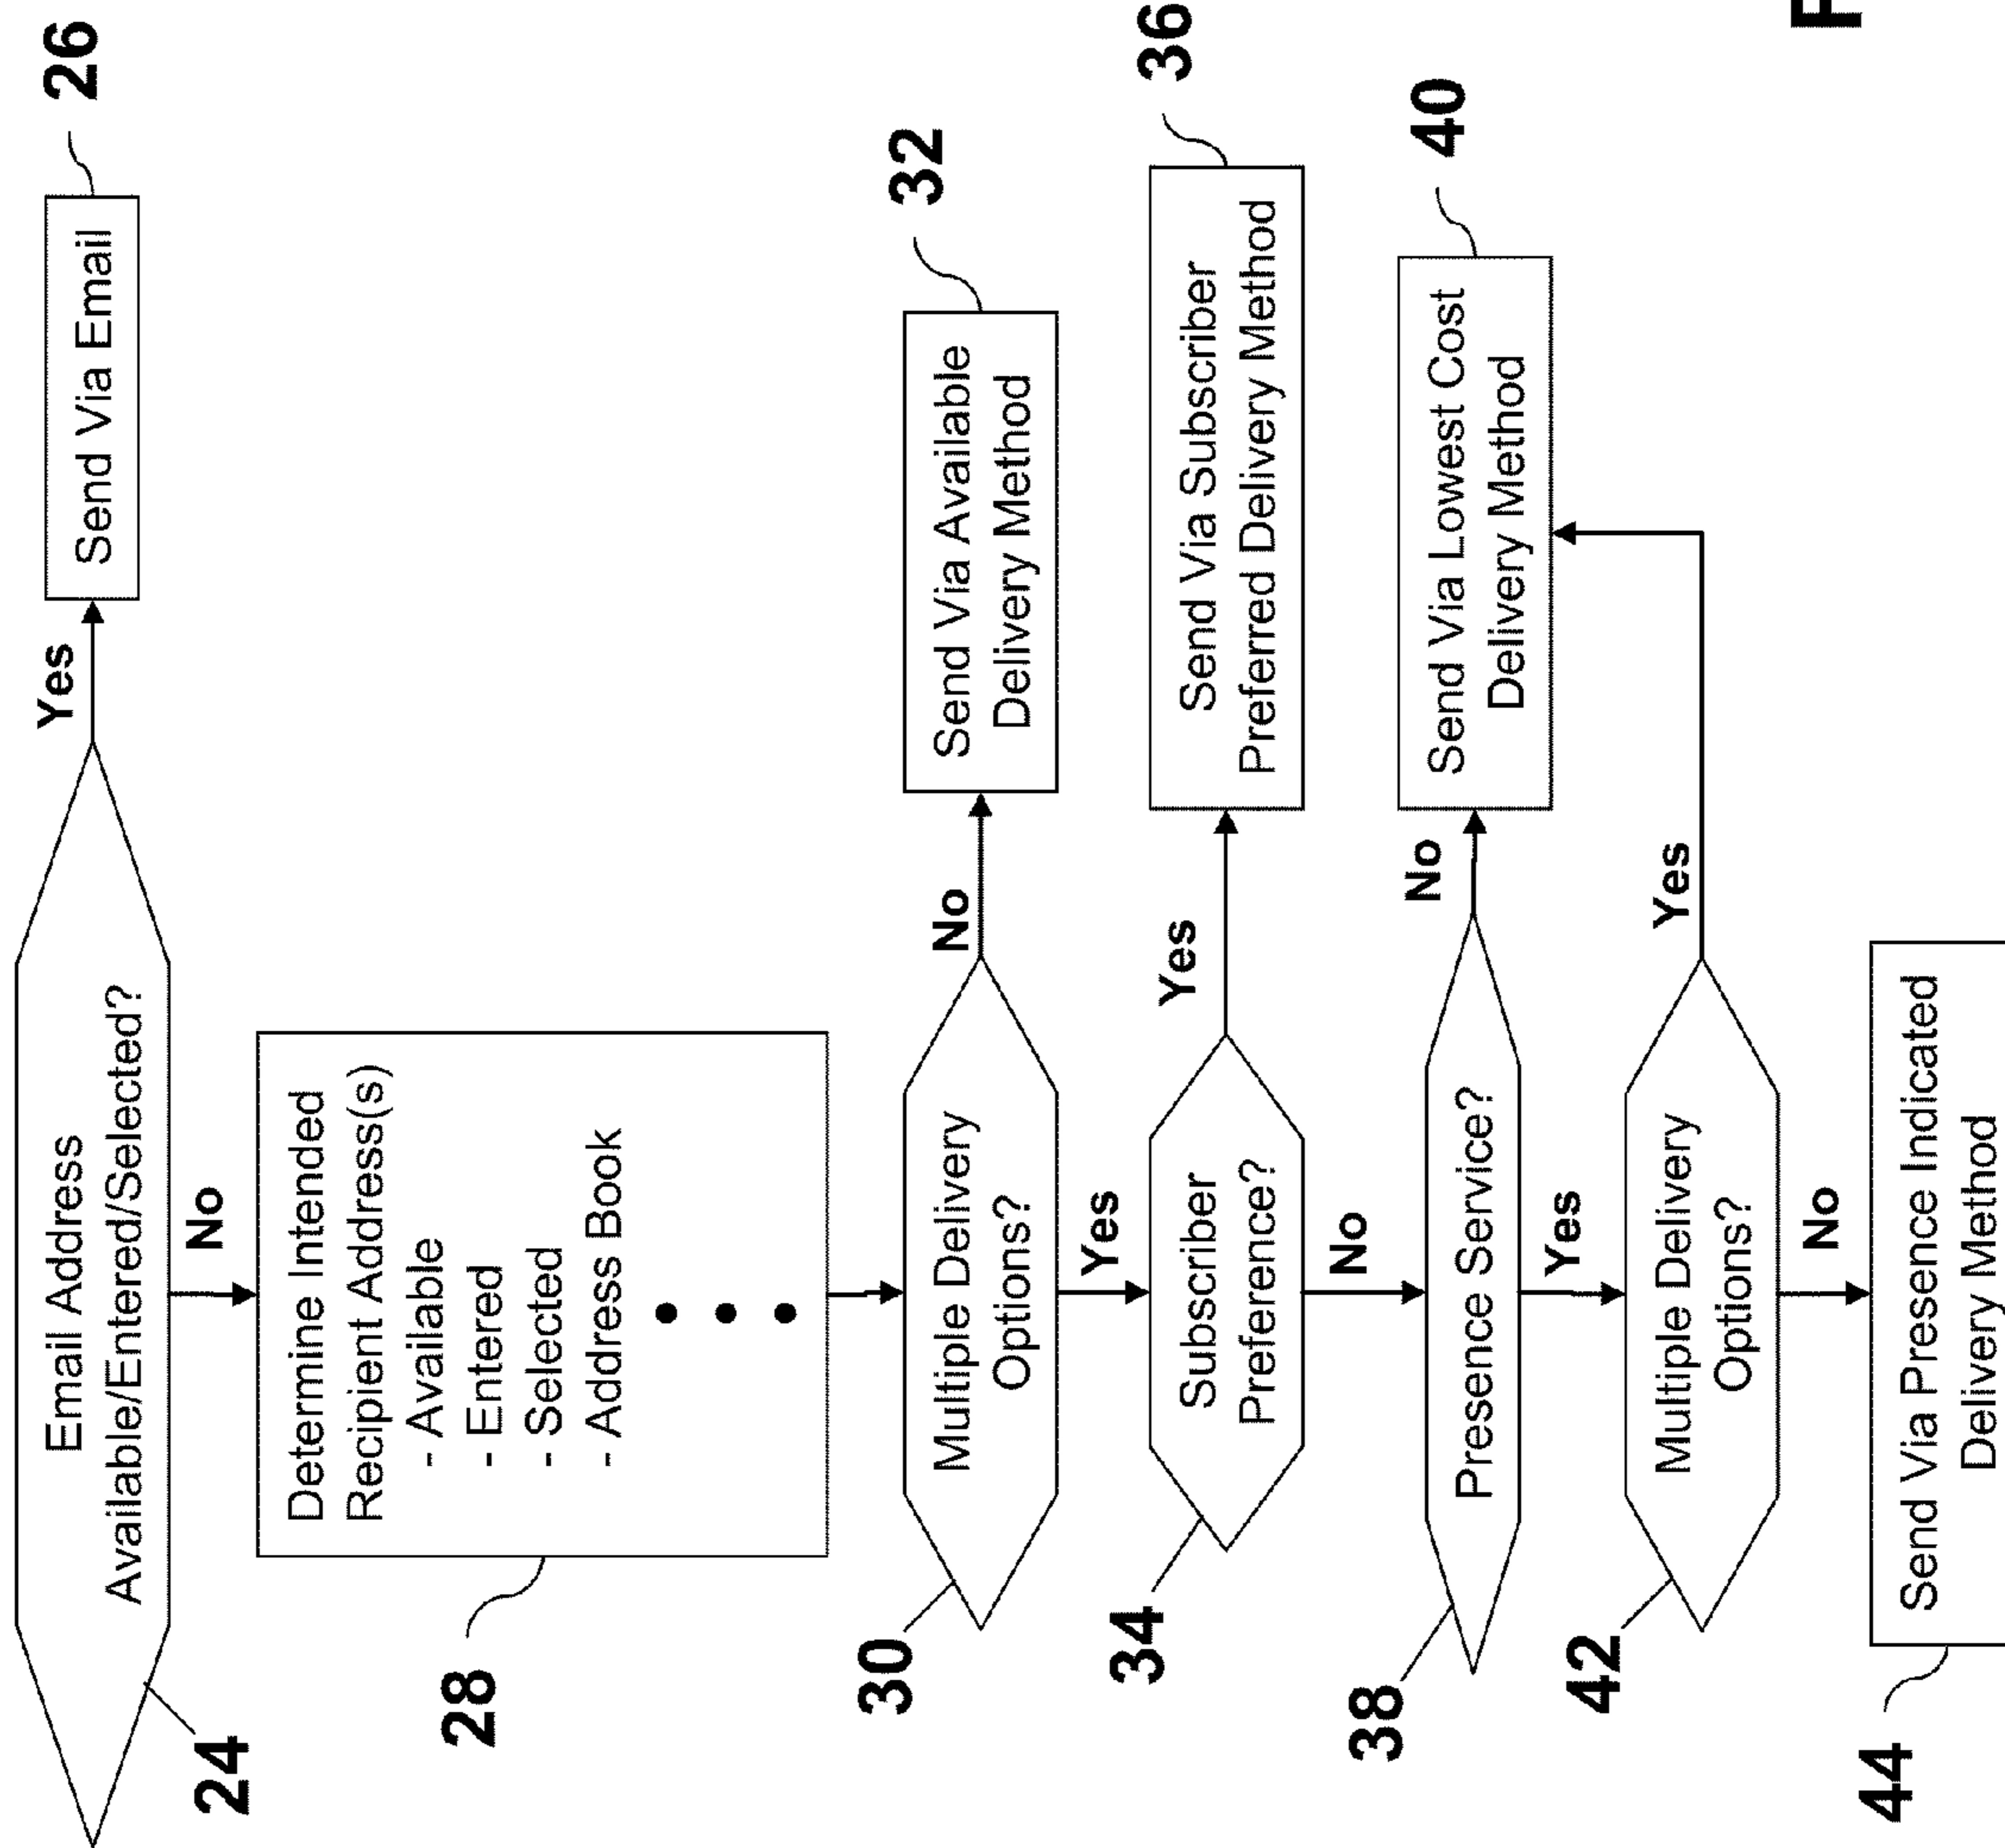 Email Address
Available/Entered/Selected?
24
Yes
Send Via Email
26
No
Determine Intended
Recipient Address(s)
- Available
- Entered
- Selected
- Address Book
28
Multiple Delivery
Options?
30
No
Send Via Available
Delivery Method
32
Yes
Subscriber
Preference?
34
Yes
Send Via Subscriber
Preferred Delivery Method
36
No
Presence Service?
38
No
Send Via Lowest Cost
Delivery Method
40
Yes
Multiple Delivery
Options?
42
Yes
No
Send Via Presence Indicated
Delivery Method
44